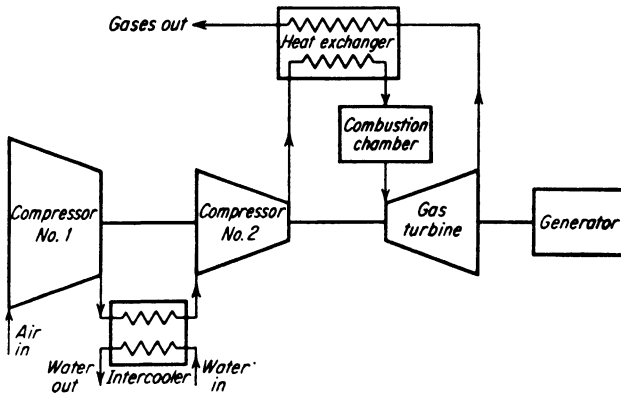 Gases out
Heat exchanger
Combustion
chamber
Compressor
No. 1
Compressor
No. 2
Gas
turbine
Generator
Air
in
Water
out
Intercooler
Water
in